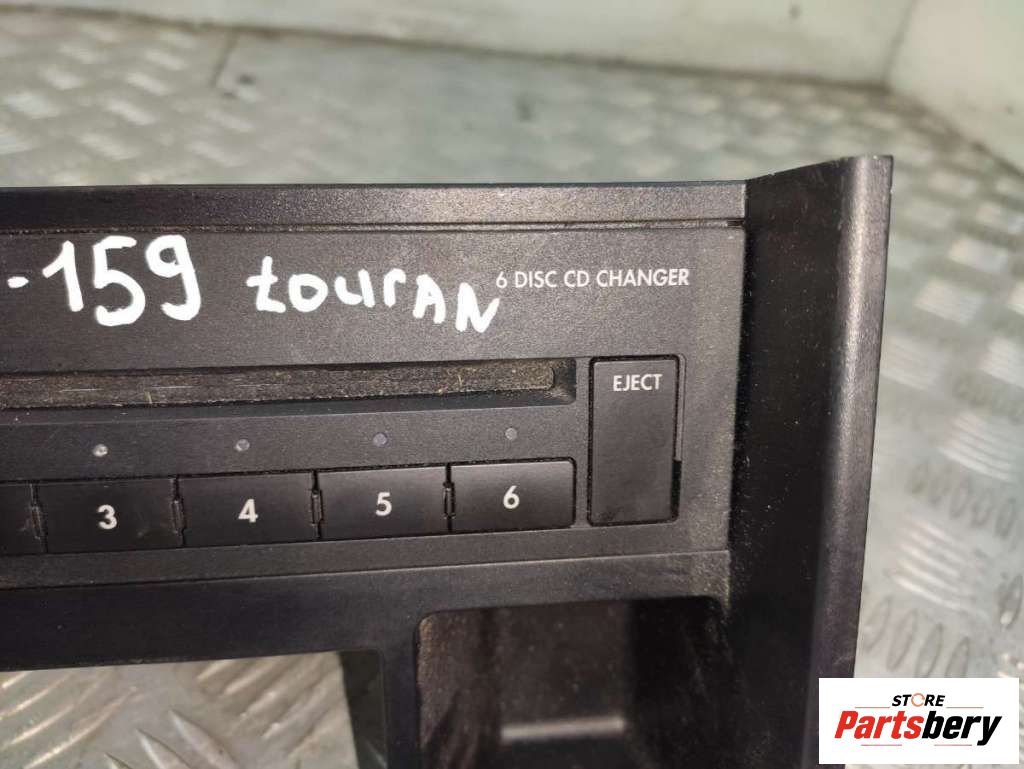 -159 touran
6 DISC CD CHANGER
EJECT
3 4 5 6
STORE
Partsbery